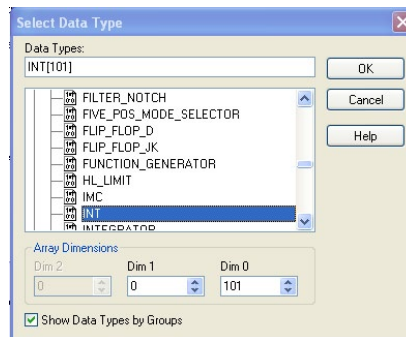 Select Data Type
Data Types:
INT[101]
OK
FILTER_NOTCH
Cancel
FIVE_POS_MODE_SELECTOR
FLIP_FLOP_D
Help
FLIP_FLOP_JK
FUNCTION_GENERATOR
HL_LIMIT
IMC
INT
INTEGRATOR
Array Dimensions
Dim 2 Dim 1 Dim 0
0 0 101
Show Data Types by Groups